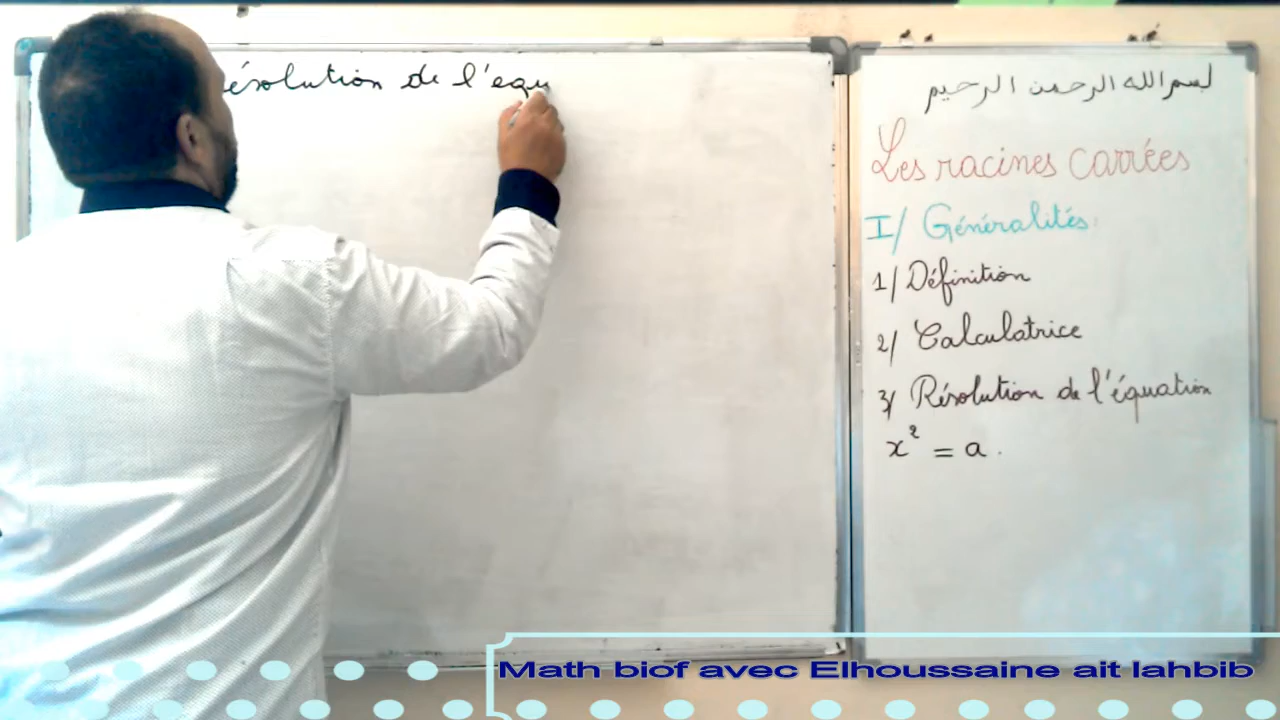 ésolution de l'equ
بسم الله الرحمن الرحيم
Les racines carrées
I/ Généralités:
1/ Définition
2/ Calculatrice
3/ Résolution de l'équation
x² = a.
Math biof avec Elhoussaine ait lahbib